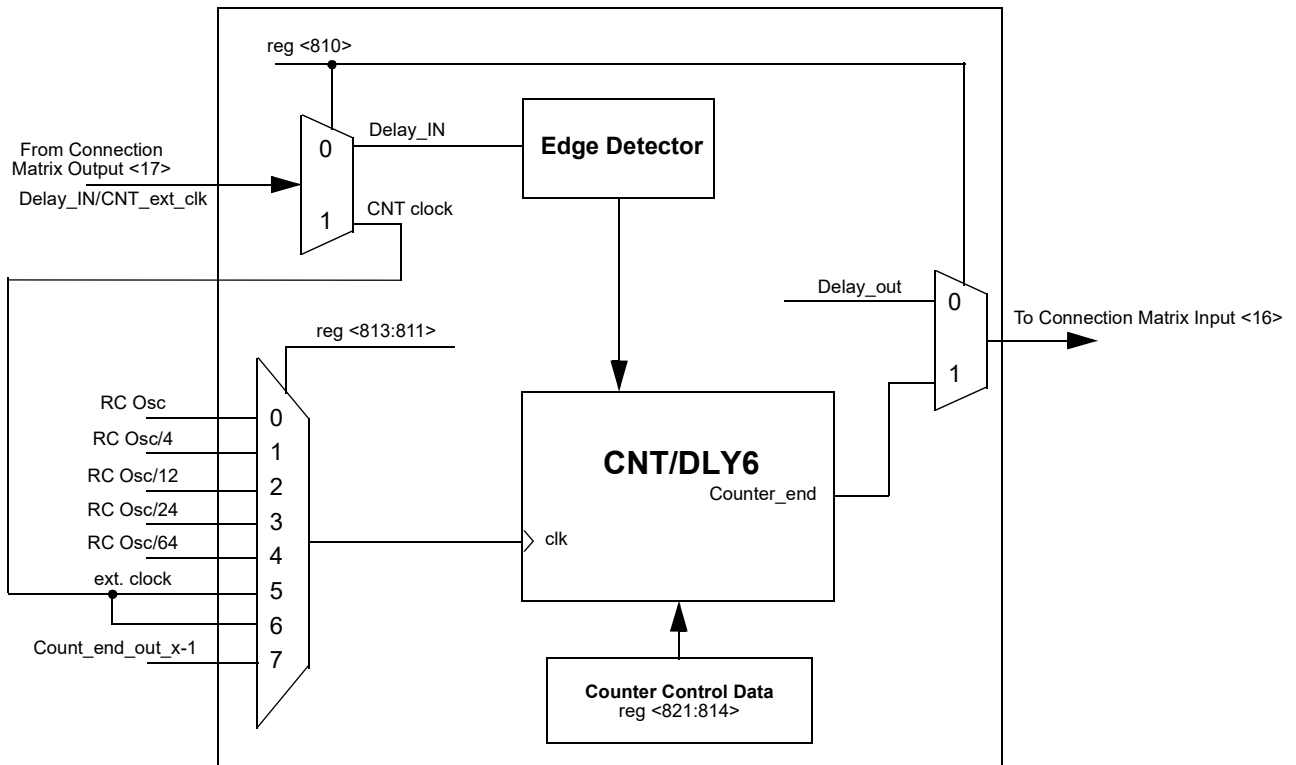 reg <810>
From Connection
Matrix Output <17>
Delay_IN/CNT_ext_clk
0
1
Delay_IN
CNT clock
Edge Detector
Delay_out
0
1
To Connection Matrix Input <16>
reg <813:811>
RC Osc
RC Osc/4
RC Osc/12
RC Osc/24
RC Osc/64
ext. clock
Count_end_out_x-1
0
1
2
3
4
5
6
7
CNT/DLY6
Counter_end
clk
Counter Control Data
reg <821:814>